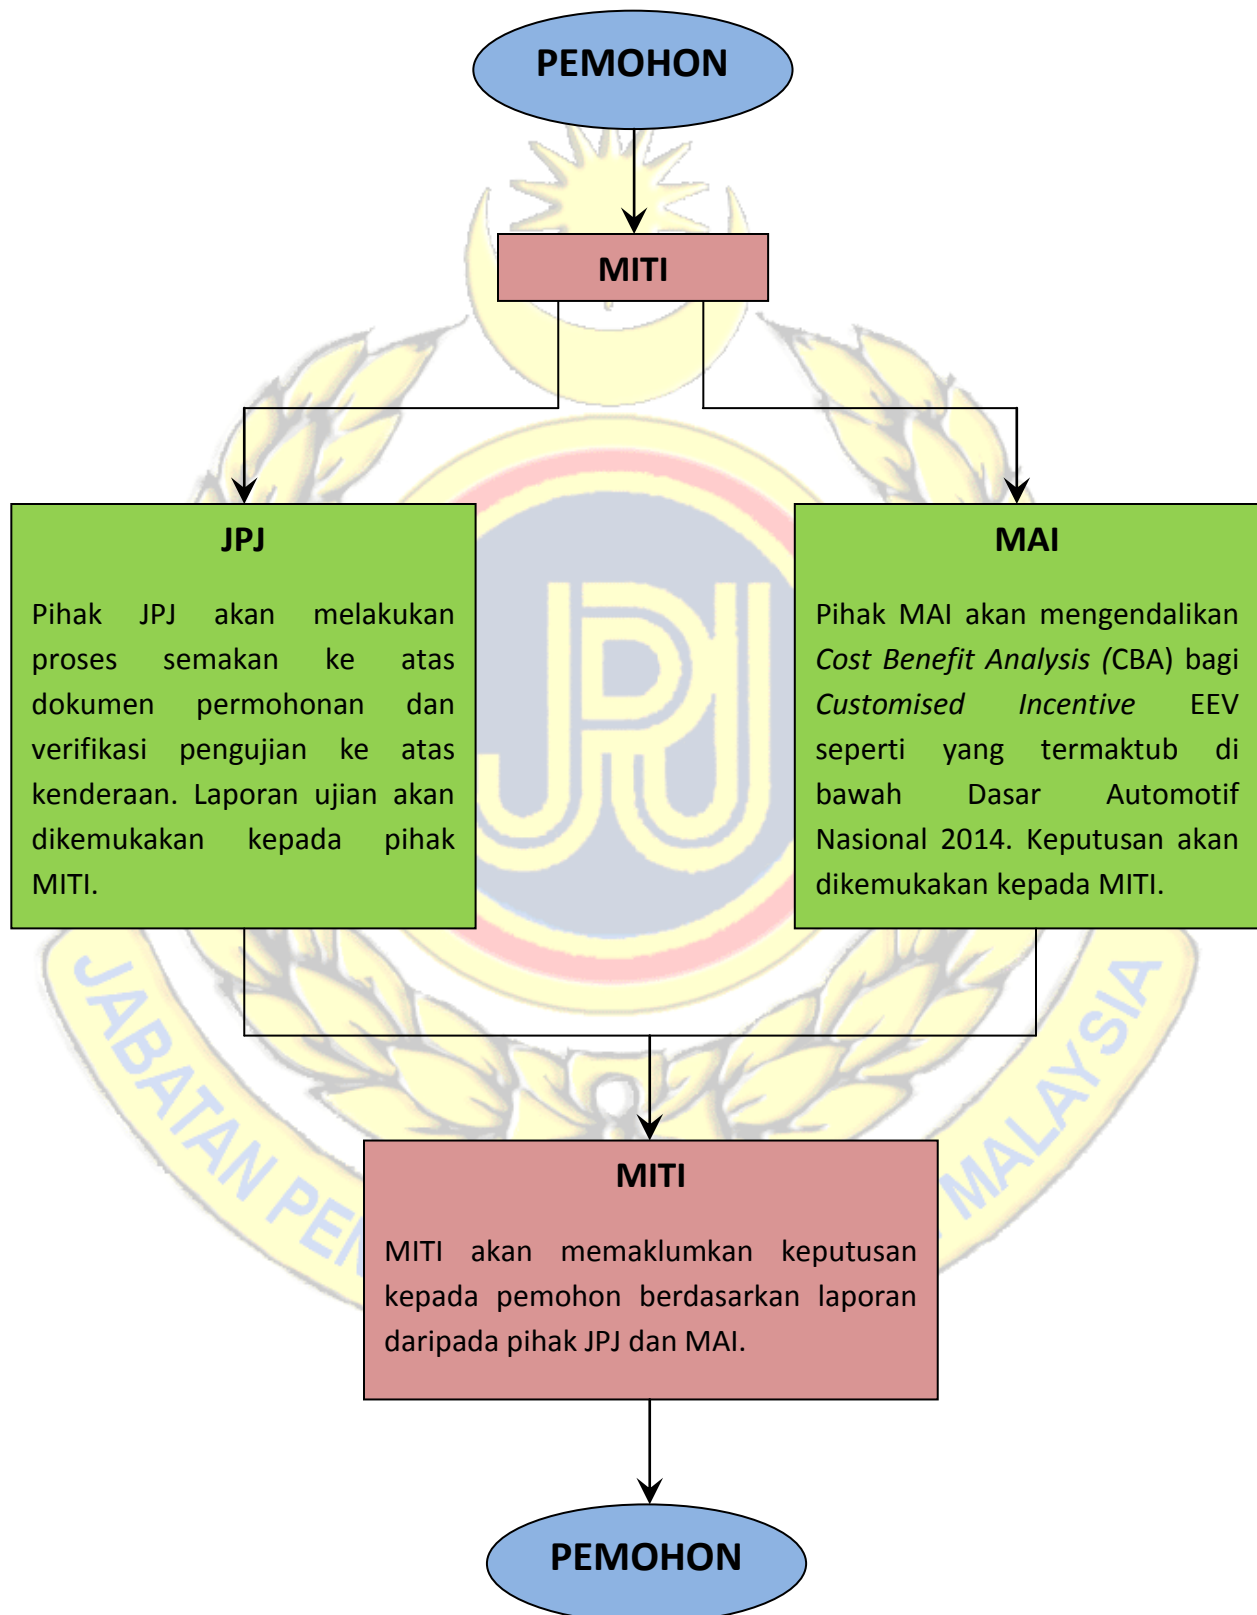 PEMOHON
MITI
JPJ
Pihak JPJ akan melakukan
proses semakan ke atas
dokumen permohonan dan
verifikasi pengujian ke atas
kenderaan. Laporan ujian akan
dikemukakan kepada pihak
MITI.
MAI
Pihak MAI akan mengendalikan
Cost Benefit Analysis (CBA) bagi
Customised Incentive EEV
seperti yang termaktub di
bawah Dasar Automotif
Nasional 2014. Keputusan akan
dikemukakan kepada MITI.
JPJ
JABATAN PEN
MALAYSIA
MITI
MITI akan memaklumkan keputusan
kepada pemohon berdasarkan laporan
daripada pihak JPJ dan MAI.
PEMOHON